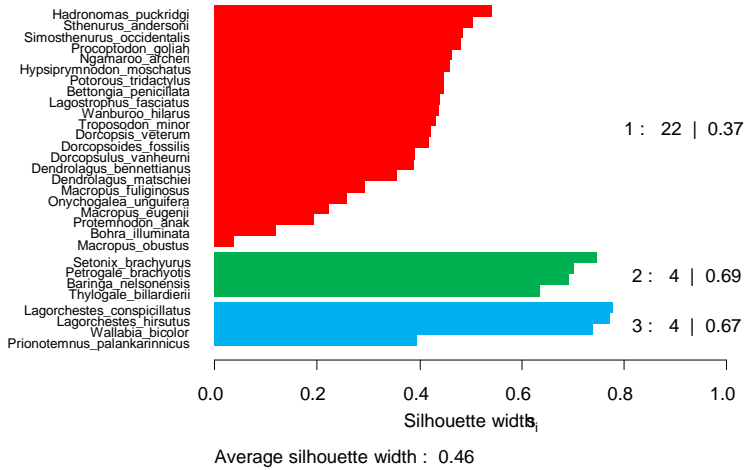 Hadronomas_puckridgi
Sthenurus_andersoni
Simosthenurus_occidentalis
Procoptodon_goliah
Ngamaroo_archeri
Hypsiprymnodon_moschatus
Potorous_tridactylus
Bettongia_penicillata
Lagostrophus_fasciatus
Wanburoo_hilarus
Troposodon_minor
Dorcopsis_veterum
Dorcopsoides_fossilis
Dorcopsulus_vanheurni
Dendrolagus_bennettianus
Dendrolagus_matschiei
Macropus_fuliginosus
Onychogalea_unguifera
Macropus_eugenii
Protemnodon_anak
Bohra_illuminata
Macropus_obustus
1 : 22 | 0.37
Setonix_brachyurus
Petrogale_brachyotis
Baringa_nelsonensis
Thylogale_billardierii
2 : 4 | 0.69
Lagorchestes_conspicillatus
Lagorchestes_hirsutus
Wallabia_bicolor
Prionotemnus_palankarinnicus
3 : 4 | 0.67
0.0 0.2 0.4 0.6 0.8 1.0
Silhouette width si
Average silhouette width : 0.46